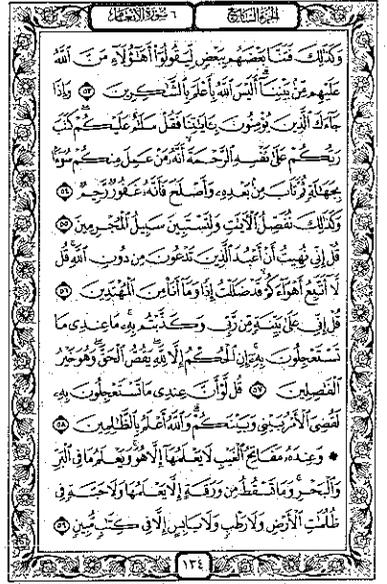 ٦ سورة الأنعام
الجزء السابع
وَكَذَٰلِكَ فَتَنَّا بَعْضَهُم بِبَعْضٍ لِّيَقُولُوٓا۟ أَهَٰٓؤُلَآءِ مَنَّ ٱللَّهُ
عَلَيْهِم مِّنۢ بَيْنِنَآ ۗ أَلَيْسَ ٱللَّهُ بِأَعْلَمَ بِٱلشَّٰكِرِينَ ٥٣ وَإِذَا
جَآءَكَ ٱلَّذِينَ يُؤْمِنُونَ بِـَٔايَٰتِنَا فَقُلْ سَلَٰمٌ عَلَيْكُمْ ۖ كَتَبَ
رَبُّكُمْ عَلَىٰ نَفْسِهِ ٱلرَّحْمَةَ ۖ أَنَّهُۥ مَنْ عَمِلَ مِنكُمْ سُوٓءًۢا
بِجَهَٰلَةٍ ثُمَّ تَابَ مِنۢ بَعْدِهِۦ وَأَصْلَحَ فَأَنَّهُۥ غَفُورٌ رَّحِيمٌ ٥٤
وَكَذَٰلِكَ نُفَصِّلُ ٱلْـَٔايَٰتِ وَلِتَسْتَبِينَ سَبِيلُ ٱلْمُجْرِمِينَ ٥٥
قُلْ إِنِّى نُهِيتُ أَنْ أَعْبُدَ ٱلَّذِينَ تَدْعُونَ مِن دُونِ ٱللَّهِ ۚ قُل
لَّآ أَتَّبِعُ أَهْوَآءَكُمْ ۙ قَدْ ضَلَلْتُ إِذًا وَمَآ أَنَا۠ مِنَ ٱلْمُهْتَدِينَ ٥٦
قُلْ إِنِّى عَلَىٰ بَيِّنَةٍ مِّن رَّبِّى وَكَذَّبْتُم بِهِۦ ۚ مَا عِندِى مَا
تَسْتَعْجِلُونَ بِهِۦٓ ۚ إِنِ ٱلْحُكْمُ إِلَّا لِلَّهِ ۖ يَقُصُّ ٱلْحَقَّ ۖ وَهُوَ خَيْرُ
ٱلْفَٰصِلِينَ ٥٧ قُل لَّوْ أَنَّ عِندِى مَا تَسْتَعْجِلُونَ بِهِۦ
لَقُضِىَ ٱلْأَمْرُ بَيْنِى وَبَيْنَكُمْ ۗ وَٱللَّهُ أَعْلَمُ بِٱلظَّٰلِمِينَ ٥٨
۞ وَعِندَهُۥ مَفَاتِحُ ٱلْغَيْبِ لَا يَعْلَمُهَآ إِلَّا هُوَ ۚ وَيَعْلَمُ مَا فِى ٱلْبَرِّ
وَٱلْبَحْرِ ۚ وَمَا تَسْقُطُ مِن وَرَقَةٍ إِلَّا يَعْلَمُهَا وَلَا حَبَّةٍ فِى
ظُلُمَٰتِ ٱلْأَرْضِ وَلَا رَطْبٍ وَلَا يَابِسٍ إِلَّا فِى كِتَٰبٍ مُّبِينٍ ٥٩
١٣٤